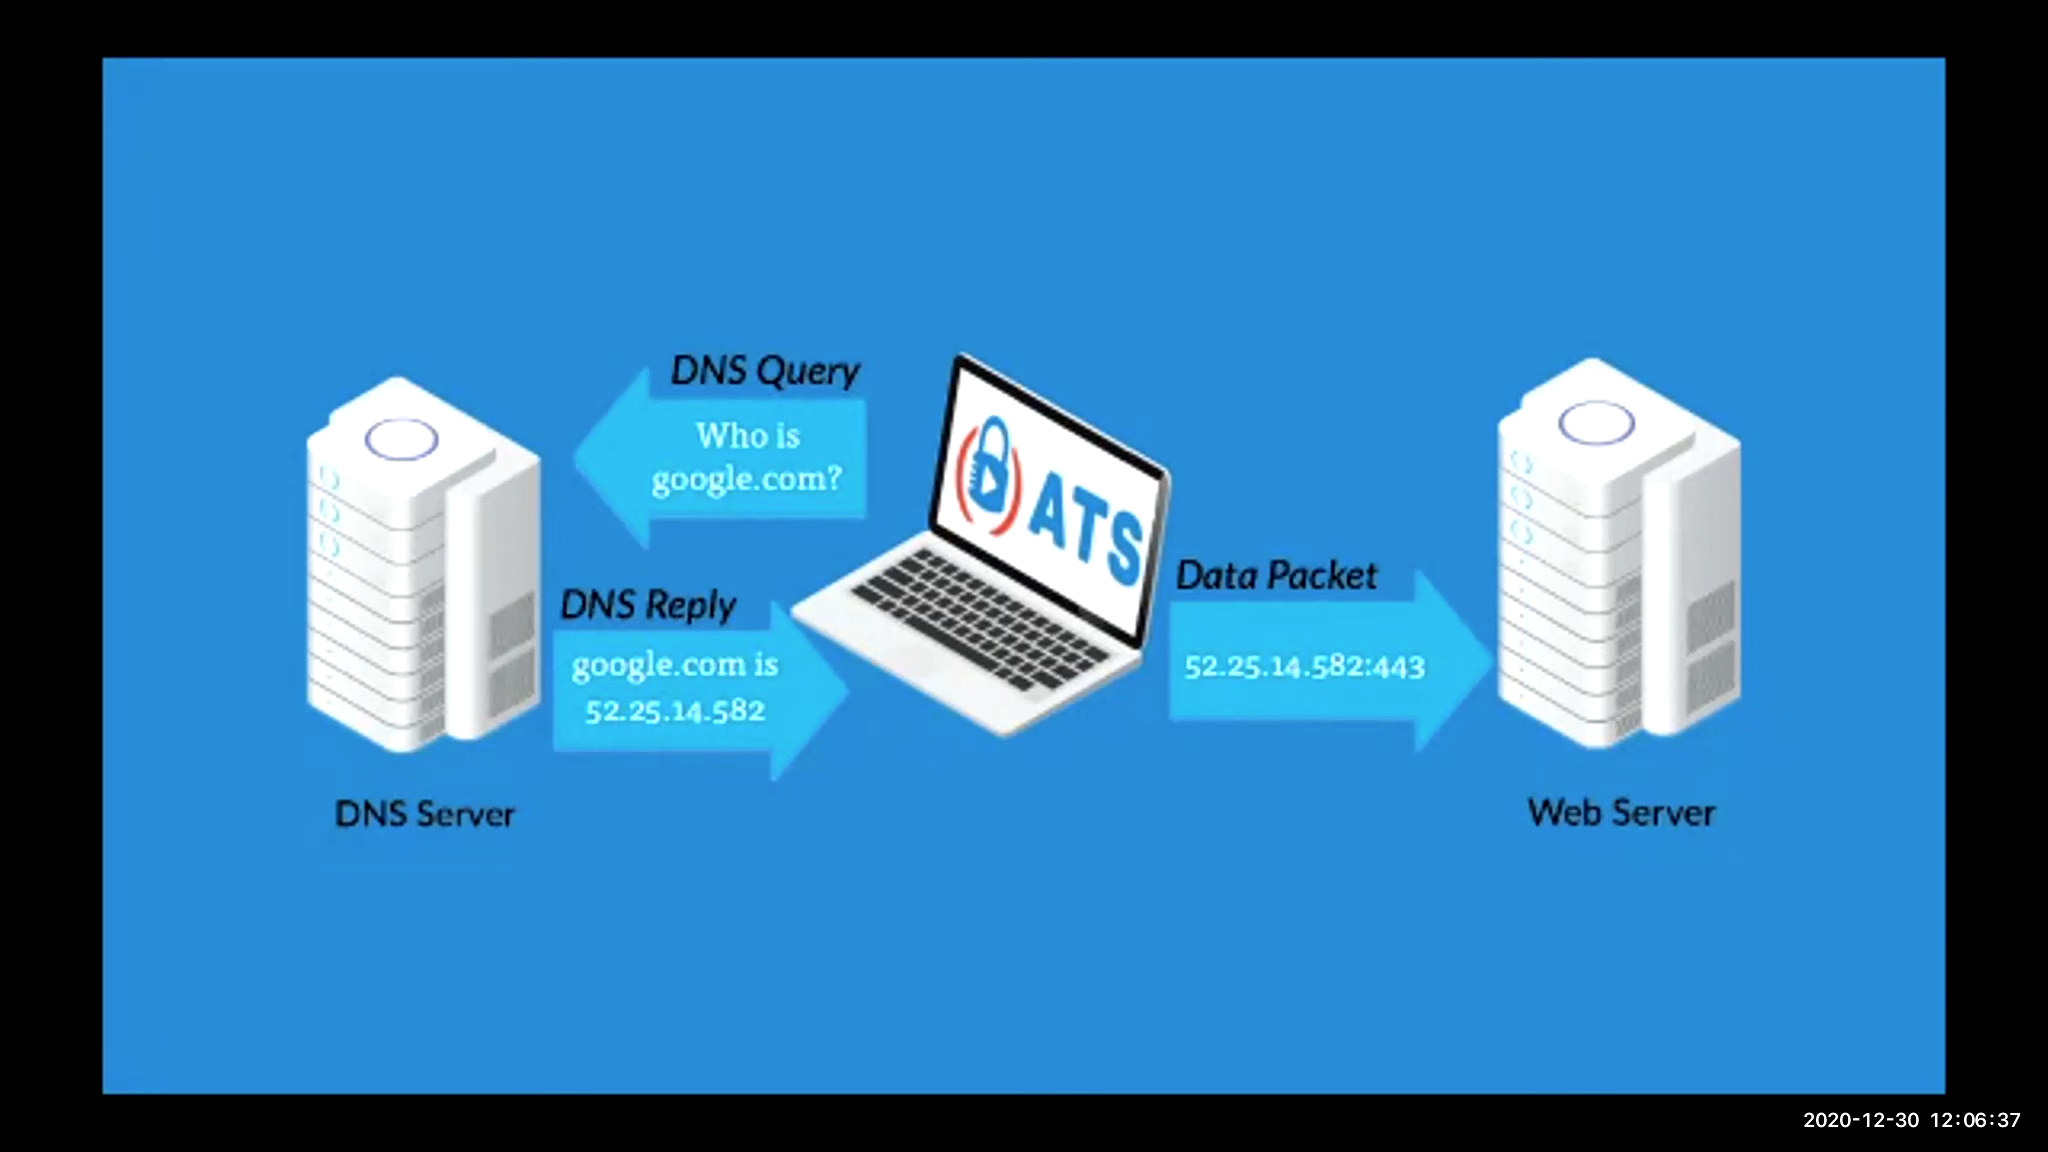 DNS Query
Who is
google.com?
ATS
DNS Reply
google.com is
52.25.14.582
Data Packet
52.25.14.582:443
DNS Server
Web Server
2020-12-30 12:06:37